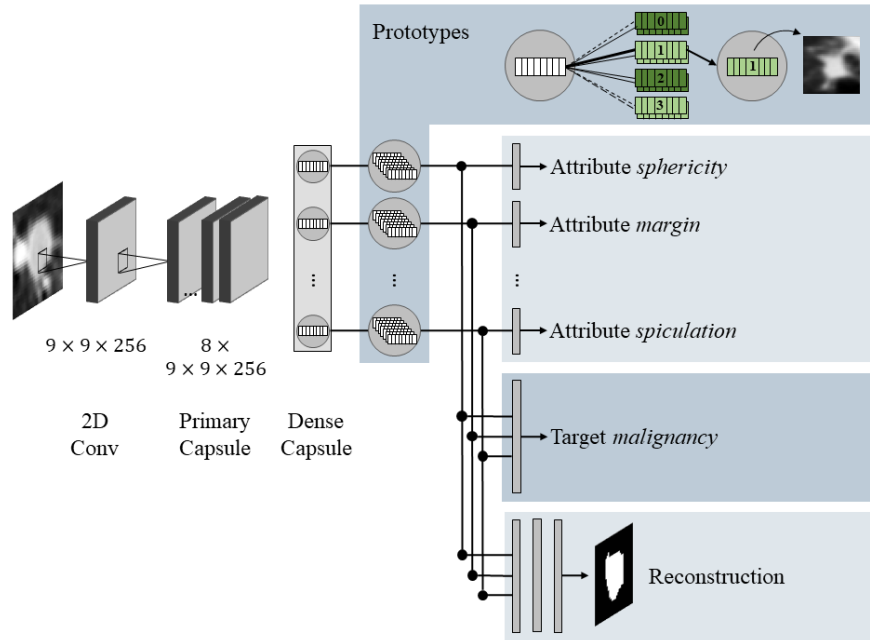 Prototypes
0
1
2
3
1
Attribute sphericity
Attribute margin
...
...
...
...
Attribute spiculation
9 × 9 × 256
8 ×
9 × 9 × 256
2D
Conv
Primary
Capsule
Dense
Capsule
Target malignancy
Reconstruction